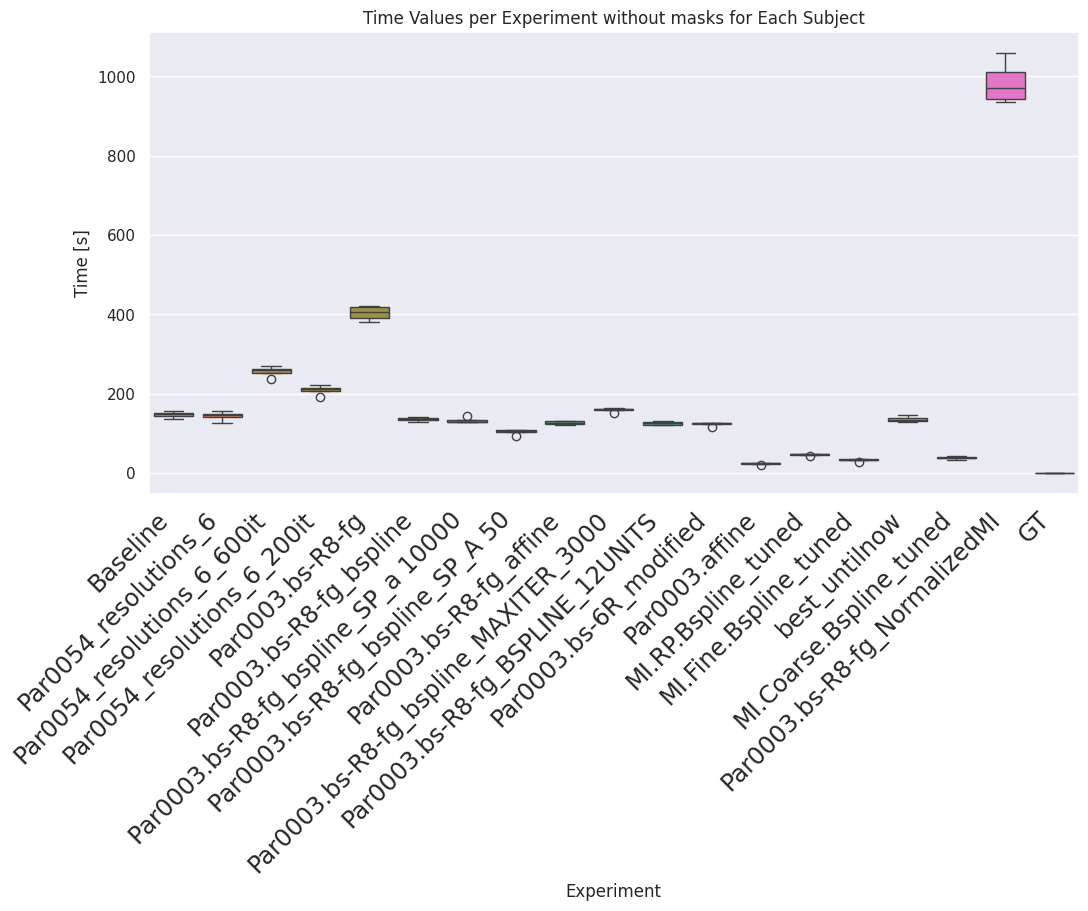 Time Values per Experiment without masks for Each Subject
Time [s]
1000
800
600
400
200
0
Baseline
Par0054_resolutions_6
Par0054_resolutions_6_600it
Par0054_resolutions_6_200it
Par0003.bs-R8-fg
Par0003.bs-R8-fg_bspline
Par0003.bs-R8-fg_bspline_SP_a 10000
Par0003.bs-R8-fg_bspline_SP_A 50
Par0003.bs-R8-fg_affine
Par0003.bs-R8-fg_bspline_MAXITER_3000
Par0003.bs-R8-fg_BSPLINE_12UNITS
Par0003.bs-6R_modified
Par0003.affine
MI.RP.Bspline_tuned
MI.Fine.Bspline_tuned
best_untilnow
MI.Coarse.Bspline_tuned
Par0003.bs-R8-fg_NormalizedMI
GT
Experiment